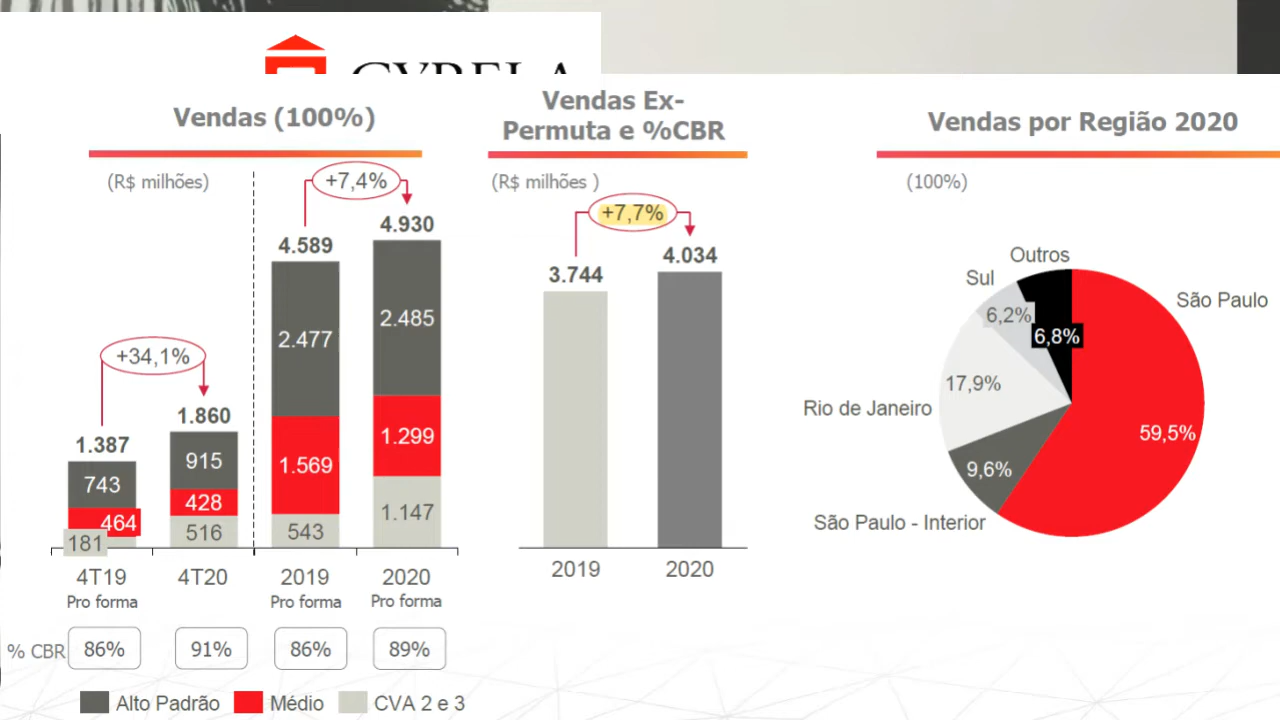 CYRELA
Vendas (100%)
(R$ milhões)
+34,1%
+7,4%
1.387
743
464
181
1.860
915
428
516
4.589
2.477
1.569
543
4.930
2.485
1.299
1.147
4T19
Pro forma
4T20
2019
Pro forma
2020
Pro forma
% CBR
86%
91%
86%
89%
Alto Padrão
Médio
CVA 2 e 3
Vendas Ex-
Permuta e %CBR
(R$ milhões )
+7,7%
3.744
4.034
2019
2020
Vendas por Região 2020
(100%)
Outros
6,8%
Sul
6,2%
São Paulo
59,5%
Rio de Janeiro
17,9%
São Paulo - Interior
9,6%